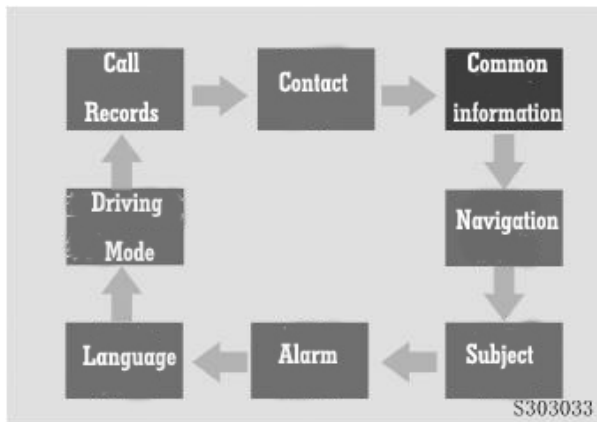 Call
Records
Contact
Common
information
Driving
Mode
Navigation
Language
Alarm
Subject
S303033